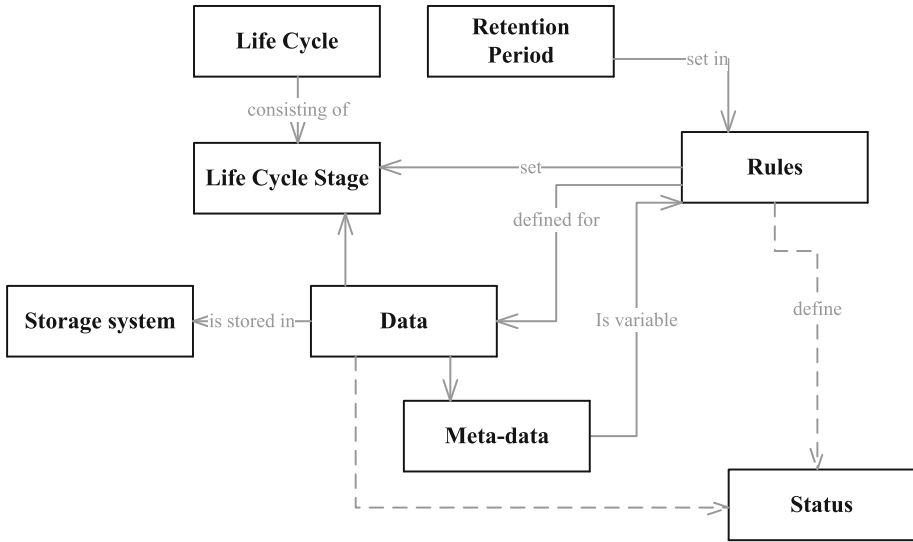 Life Cycle
Retention
Period
set in
consisting of
Life Cycle Stage
set
Rules
defined for
Storage system
is stored in
Data
Is variable
define
Meta-data
Status